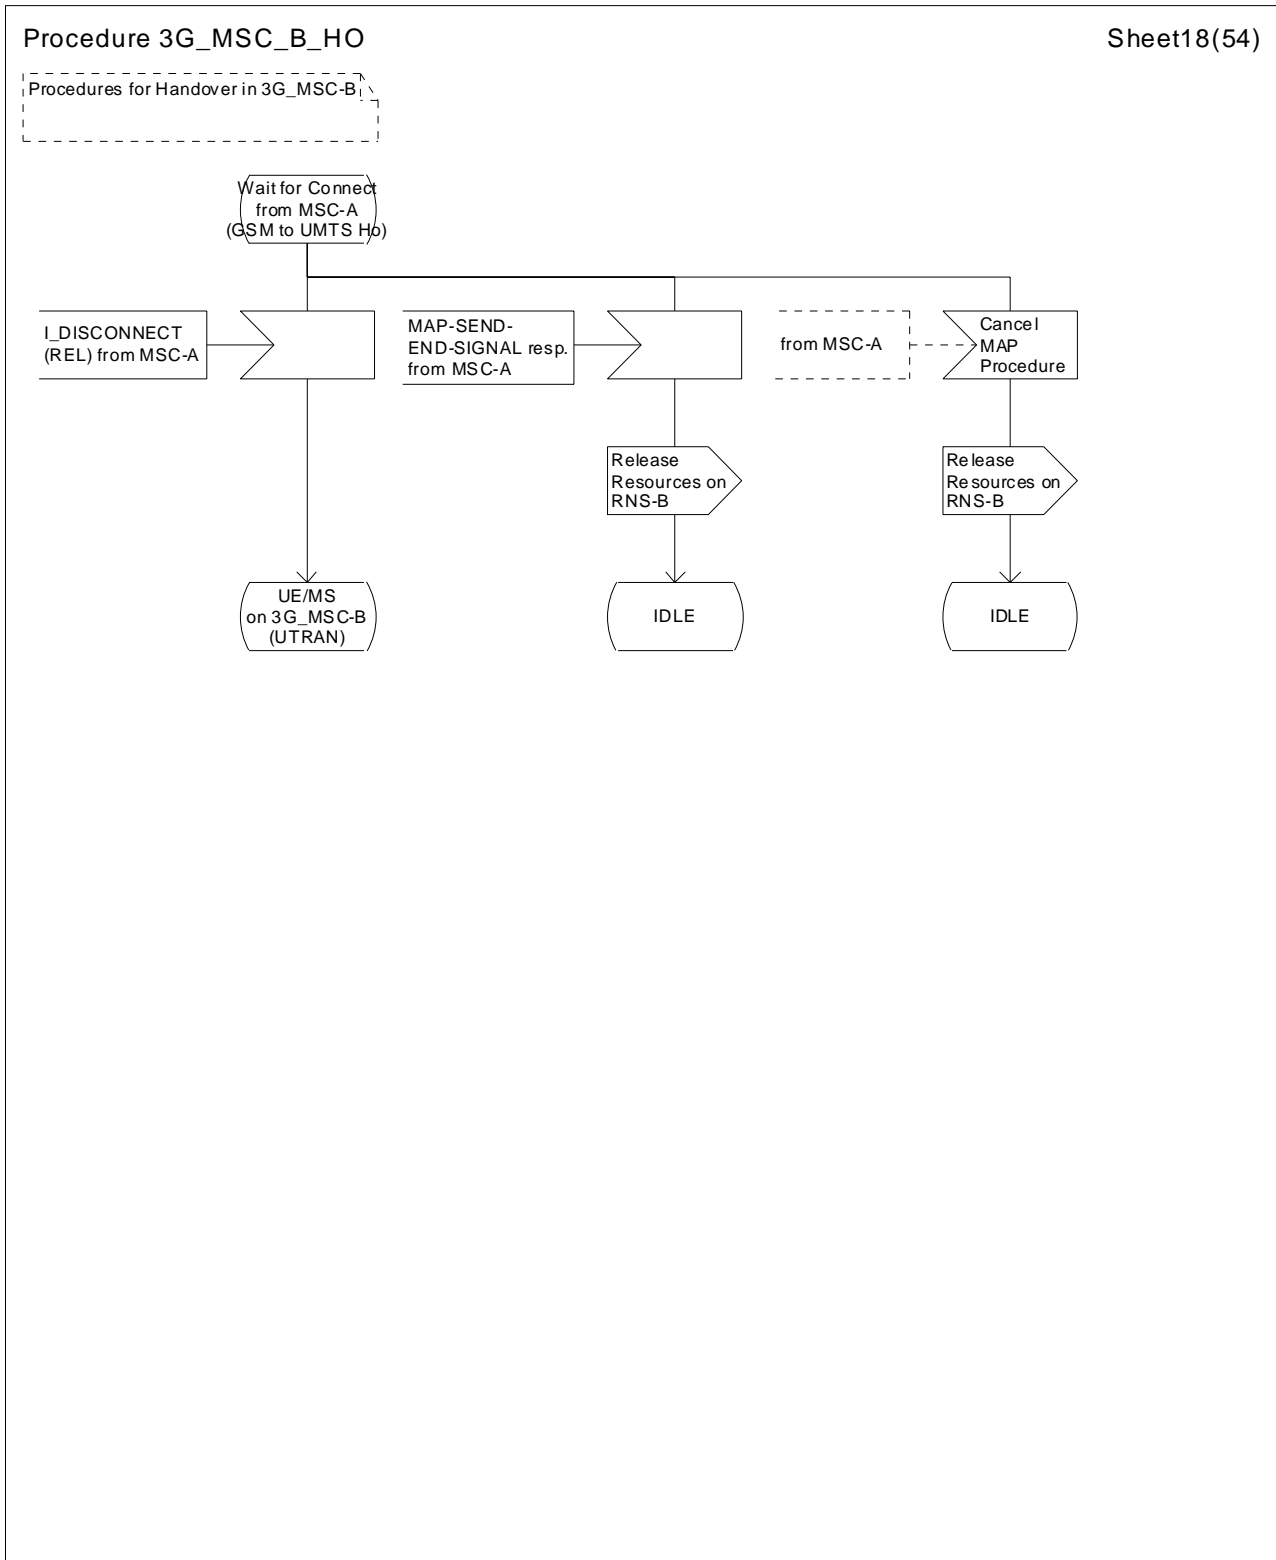 Procedure 3G_MSC_B_HO
Sheet18(54)
Procedures for Handover in 3G_MSC-B
Wait for Connect
from MSC-A
(GSM to UMTS Ho)
I_DISCONNECT
(REL) from MSC-A
MAP-SEND-
END-SIGNAL resp.
from MSC-A
from MSC-A
Cancel
MAP
Procedure
Release
Resources on
RNS-B
Release
Resources on
RNS-B
UE/MS
on 3G_MSC-B
(UTRAN)
IDLE
IDLE